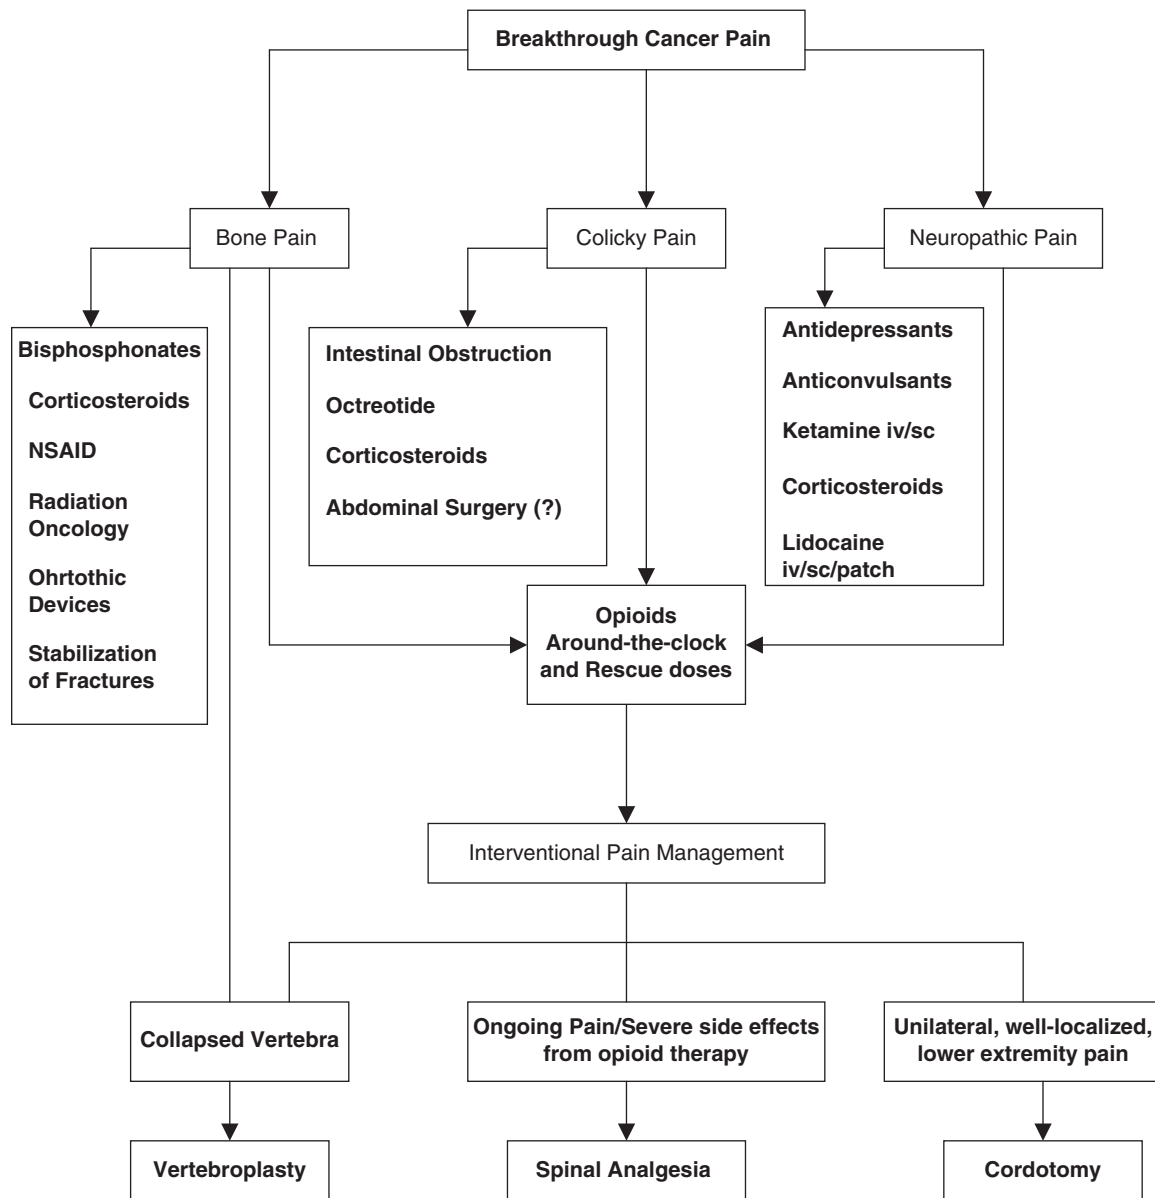 Breakthrough Cancer Pain
Bone Pain
Colicky Pain
Neuropathic Pain
Bisphosphonates
Corticosteroids
NSAID
Radiation
Oncology
Ohrtothic
Devices
Stabilization
of Fractures
Intestinal Obstruction
Octreotide
Corticosteroids
Abdominal Surgery (?)
Antidepressants
Anticonvulsants
Ketamine iv/sc
Corticosteroids
Lidocaine
iv/sc/patch
Opioids
Around-the-clock
and Rescue doses
Interventional Pain Management
Collapsed Vertebra
Ongoing Pain/Severe side effects
from opioid therapy
Unilateral, well-localized,
lower extremity pain
Vertebroplasty
Spinal Analgesia
Cordotomy